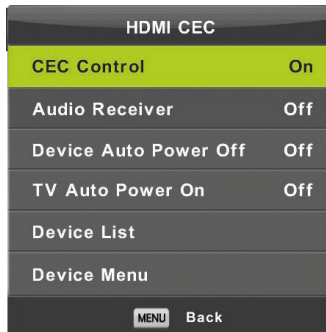 HDMI CEC
CEC Control On
Audio Receiver Off
Device Auto Power Off Off
TV Auto Power On Off
Device List
Device Menu
MENU Back